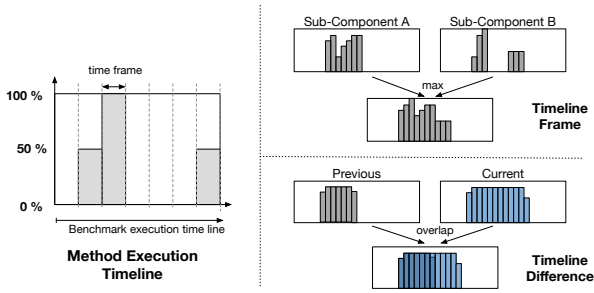 time frame
100 %
50 %
0 %
Benchmark execution time line
Method Execution
Timeline
Sub-Component A
Sub-Component B
max
Timeline
Frame
Previous
Current
overlap
Timeline
Difference